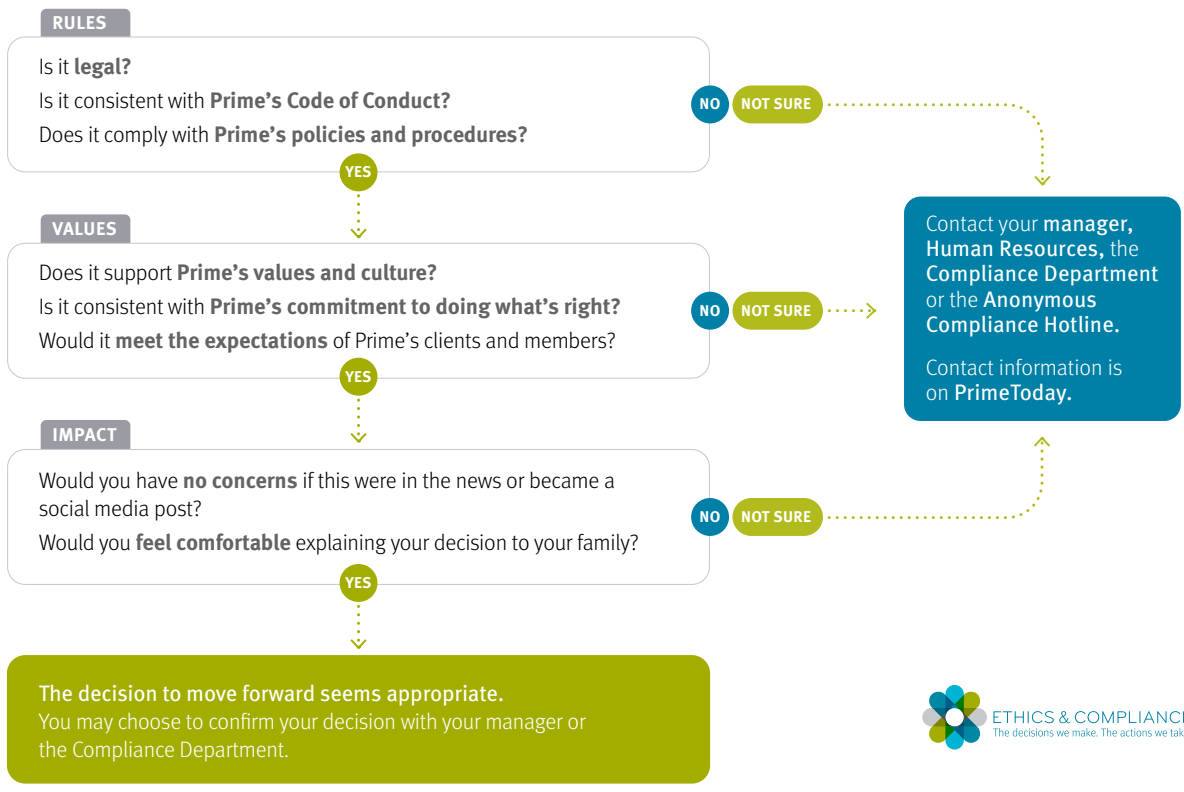 RULES
Is it legal?
Is it consistent with Prime's Code of Conduct?
Does it comply with Prime's policies and procedures?
NO
NOT SURE
YES
VALUES
Does it support Prime's values and culture?
Is it consistent with Prime's commitment to doing what's right?
Would it meet the expectations of Prime's clients and members?
NO
NOT SURE
YES
Contact your manager,
Human Resources, the
Compliance Department
or the Anonymous
Compliance Hotline.
Contact information is
on PrimeToday.
IMPACT
Would you have no concerns if this were in the news or became a
social media post?
Would you feel comfortable explaining your decision to your family?
NO
NOT SURE
YES
The decision to move forward seems appropriate.
You may choose to confirm your decision with your manager or
the Compliance Department.
ETHICS & COMPLIANC
The decisions we make. The actions we tak